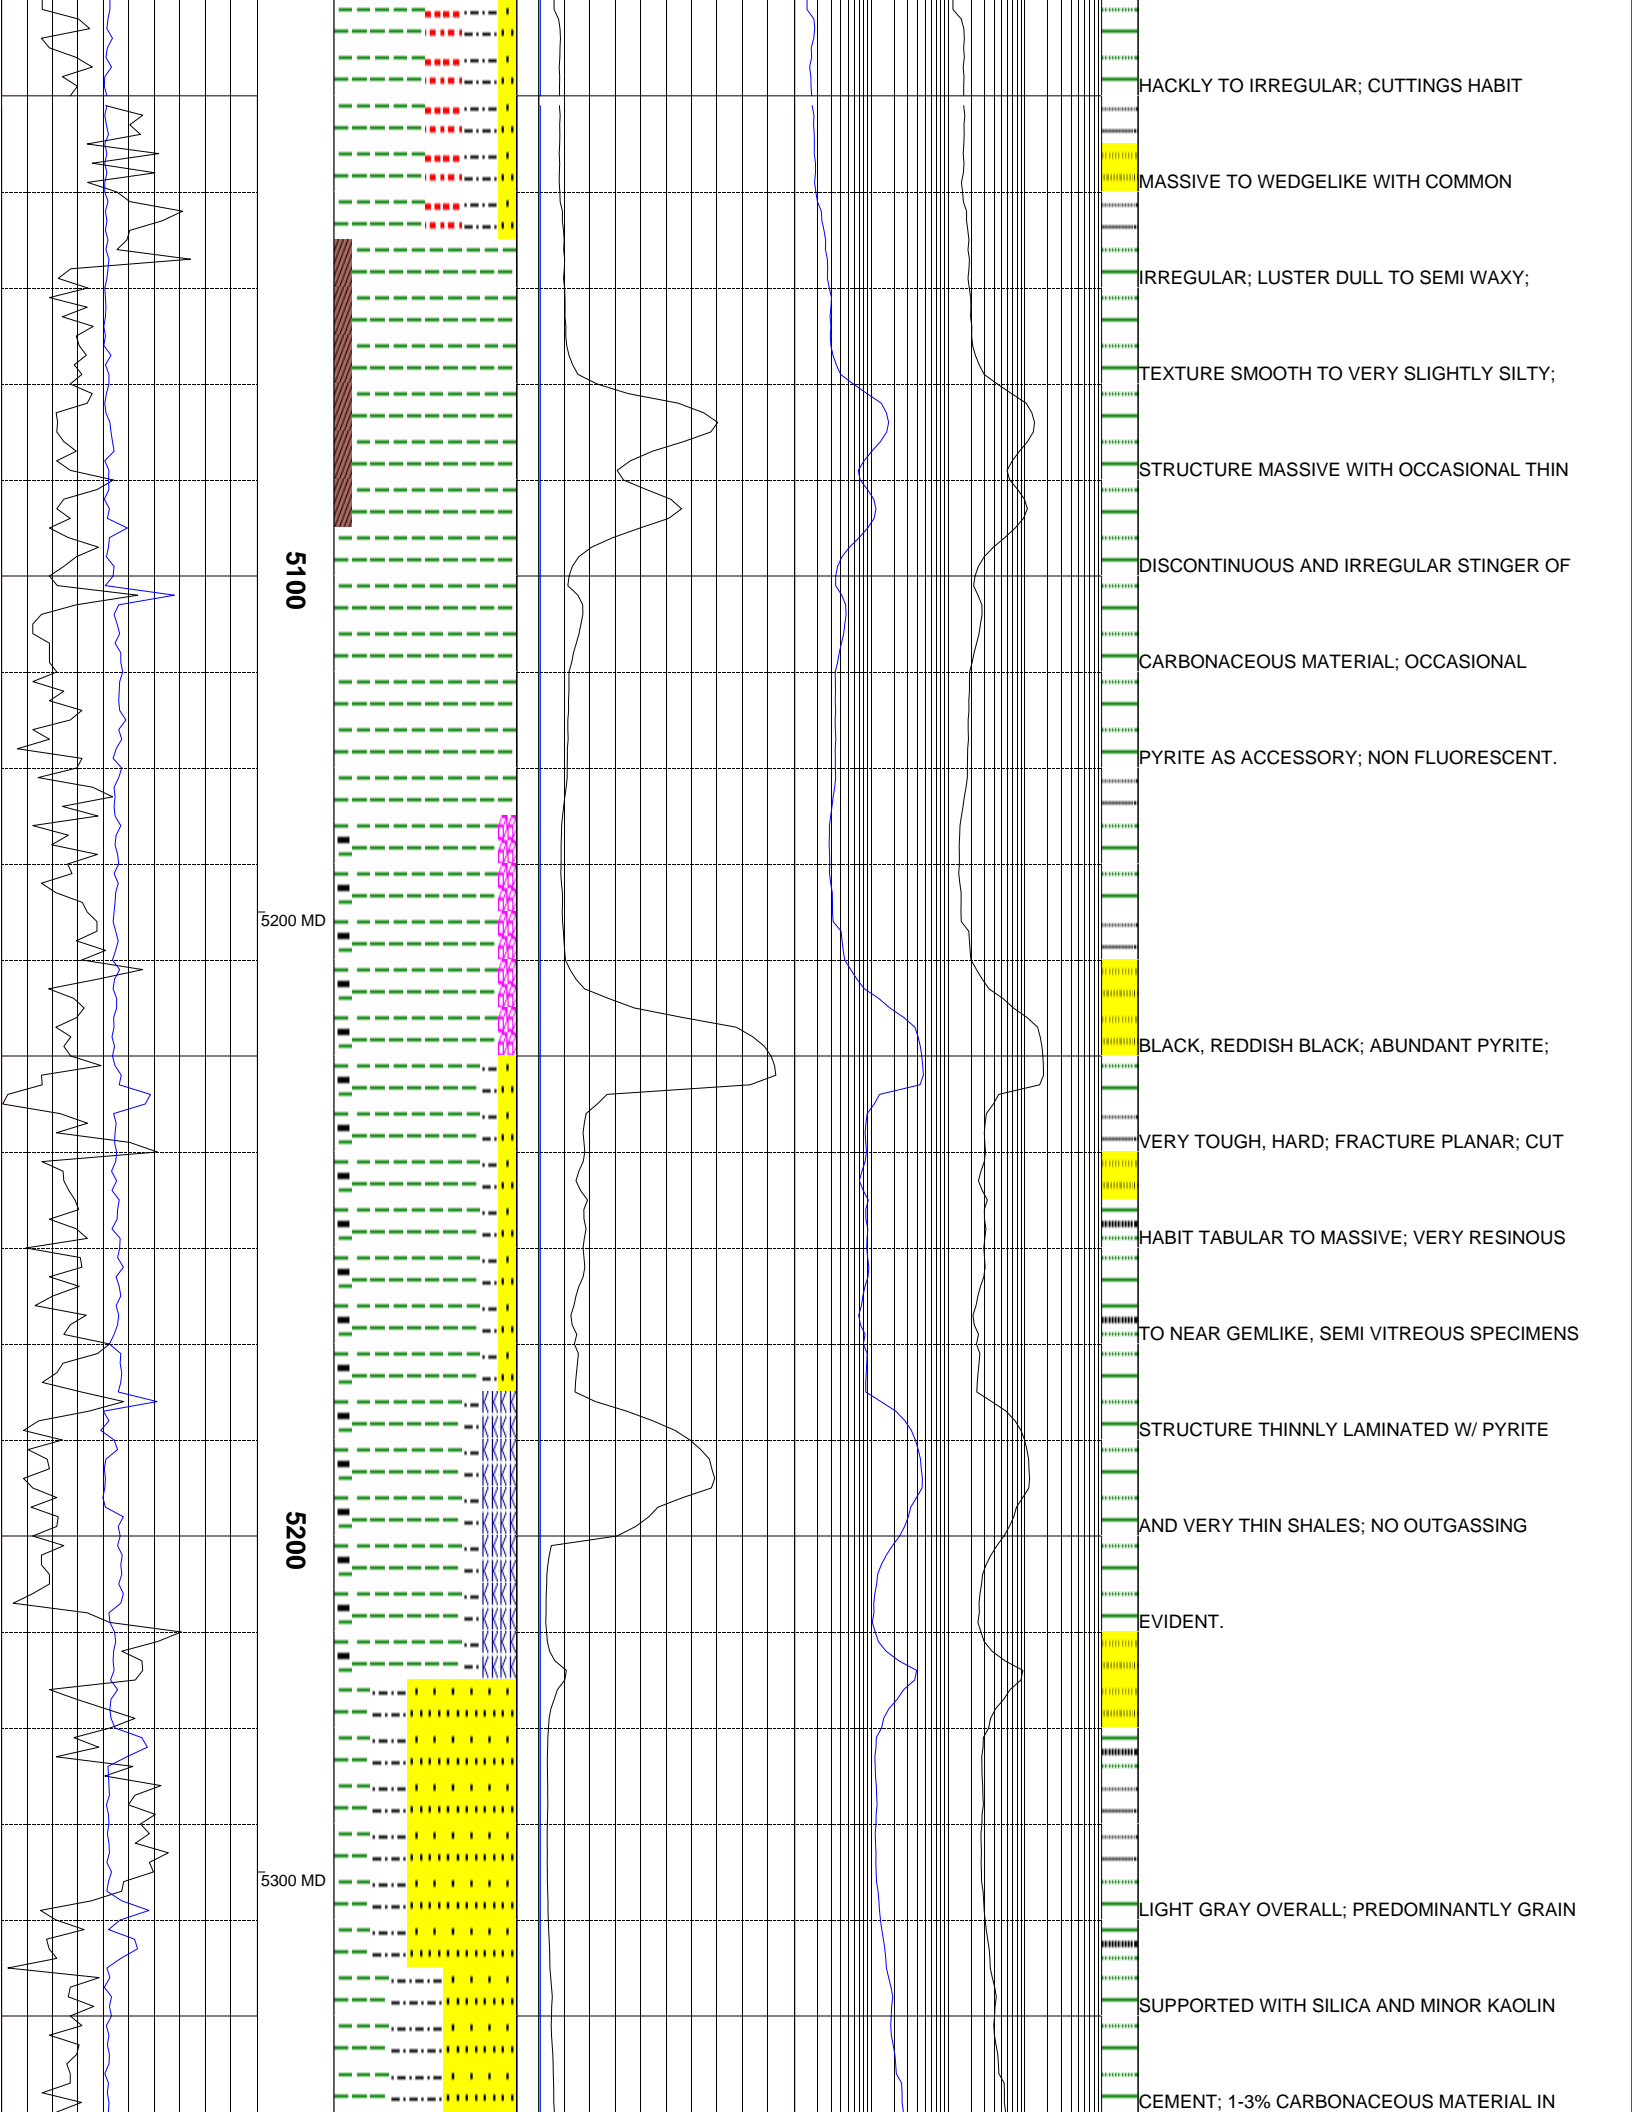 HACKLY TO IRREGULAR; CUTTINGS HABIT
MASSIVE TO WEDGELIKE WITH COMMON
IRREGULAR; LUSTER DULL TO SEMI WAXY;
TEXTURE SMOOTH TO VERY SLIGHTLY SILTY;
STRUCTURE MASSIVE WITH OCCASIONAL THIN
5100
DISCONTINUOUS AND IRREGULAR STINGER OF
CARBONACEOUS MATERIAL; OCCASIONAL
PYRITE AS ACCESSORY; NON FLUORESCENT.
5200 MD
BLACK, REDDISH BLACK; ABUNDANT PYRITE;
VERY TOUGH, HARD; FRACTURE PLANAR; CUT
HABIT TABULAR TO MASSIVE; VERY RESINOUS
TO NEAR GEMLIKE, SEMI VITREOUS SPECIMENS
STRUCTURE THINNLY LAMINATED W/ PYRITE
5200
AND VERY THIN SHALES; NO OUTGASSING
EVIDENT.
5300 MD
LIGHT GRAY OVERALL; PREDOMINANTLY GRAIN
SUPPORTED WITH SILICA AND MINOR KAOLIN
CEMENT; 1-3% CARBONACEOUS MATERIAL IN